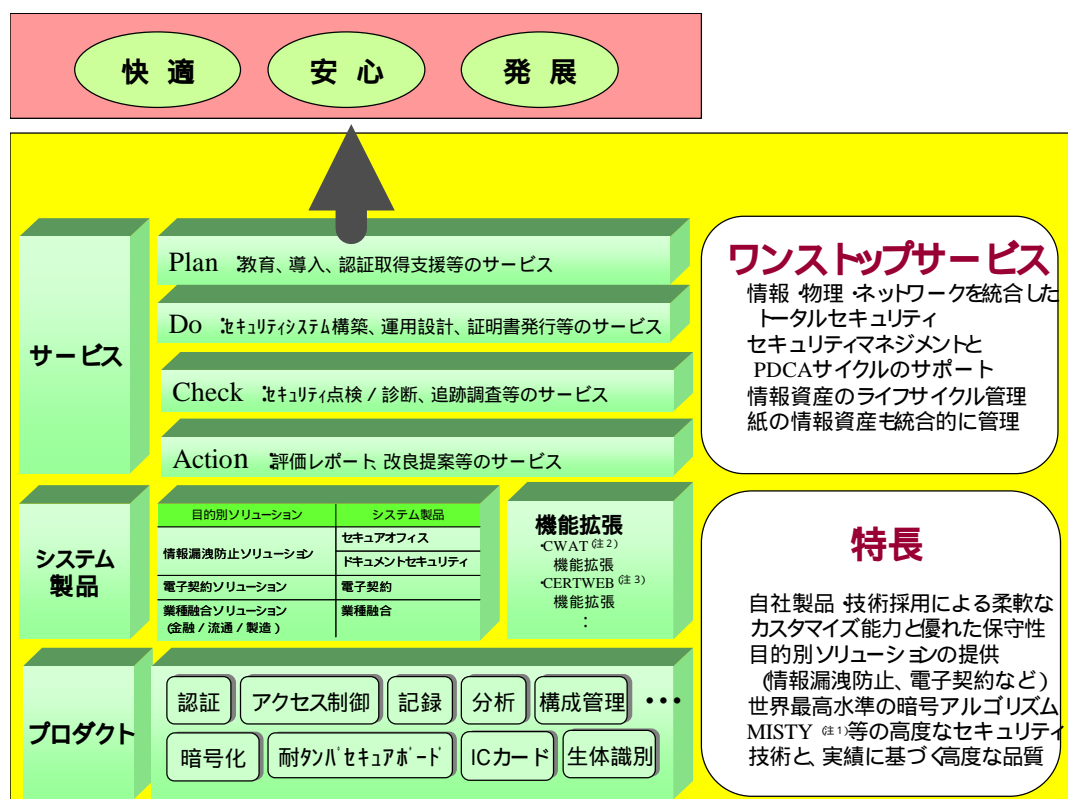 快 適
安 心
発 展
サービス
Plan :教育、導入、認証取得支援等のサービス
Do :ｾｷｭﾘﾃｨｼｽﾃﾑ構築、運用設計、証明書発行等のサービス
Check :ｾｷｭﾘﾃｨ点検／診断、追跡調査等のサービス
Action :評価レポート、改良提案等のサービス
ワンストップサービス
情報・物理・ネットワークを統合した
トータルセキュリティ
セキュリティマネジメントと
PDCAサイクルのサポート
情報資産のライフサイクル管理
紙の情報資産も統合的に管理
システム
製品
目的別ソリューション
システム製品
情報漏洩防止ソリューション
セキュアオフィス
ドキュメントセキュリティ
電子契約ソリューション
電子契約
業種融合ソリューション
(金融／流通／製造)
業種融合
機能拡張
・CWAT(注2)
機能拡張
・CERTWEB(注3)
機能拡張
：
特長
自社製品・技術採用による柔軟な
カスタマイズ能力と優れた保守性
目的別ソリューションの提供
(情報漏洩防止、電子契約など)
世界最高水準の暗号アルゴリズム
MISTY(注1)等の高度なセキュリティ
技術と、実績に基づく高度な品質
プロダクト
認証
アクセス制御
記録
分析
構成管理
・・・
暗号化
耐ﾀﾝﾊﾟｾｷｭｱﾎﾞｰﾄﾞ
ICカード
生体識別